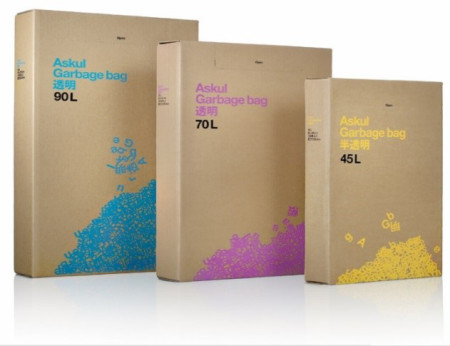 Askul
Garbage bag
透明
90L
Askul
Garbage bag
透明
70L
Askul
Garbage bag
半透明
45L